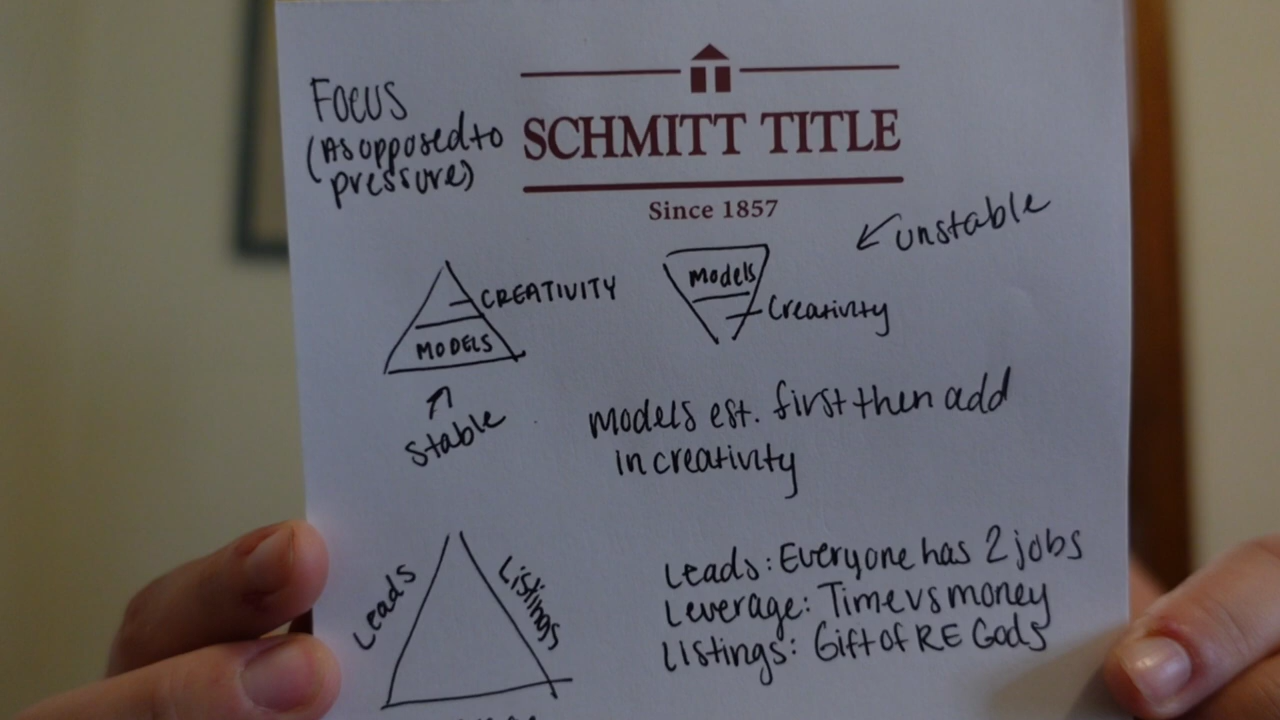 FOCUS
(As opposed to
pressure)
SCHMITT TITLE
Since 1857
unstable
CREATIVITY
MODELS
Models
Creativity
Stable
models est. first then add
in creativity
Leads
Listings
Leads: Everyone has 2 jobs
Leverage: Time vs money
Listings: Gift of RE Gods